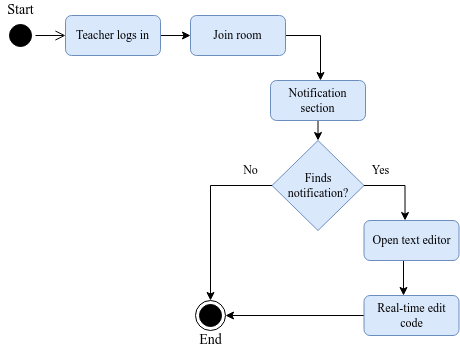 Start
Teacher logs in
Join room
Notification
section
Finds
notification?
No
Yes
Open text editor
Real-time edit
code
End